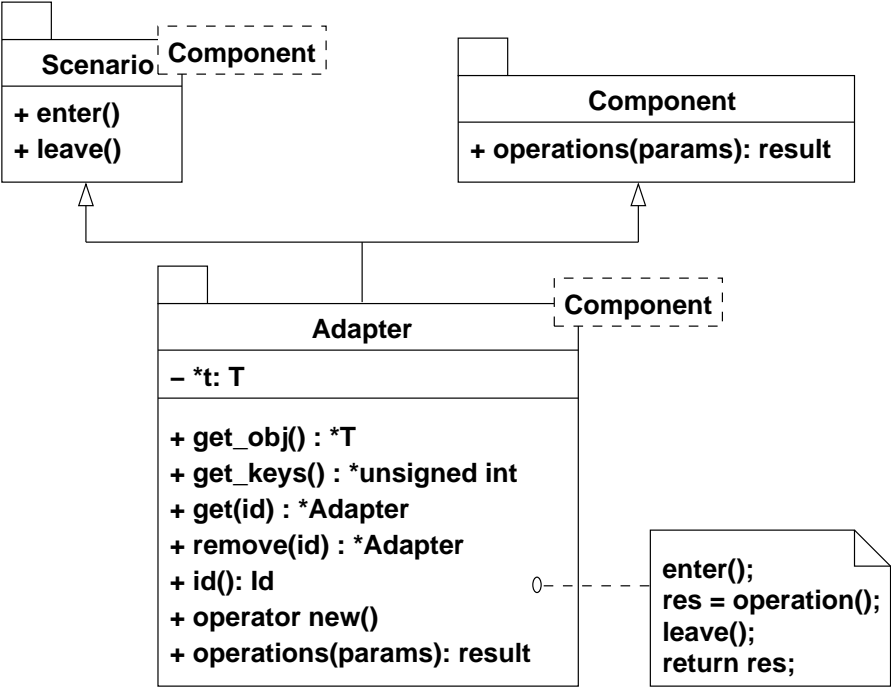 Scenario
Component
+ enter()
+ leave()
Component
+ operations(params): result
Component
Adapter
– *t: T
+ get_obj() : *T
+ get_keys() : *unsigned int
+ get(id) : *Adapter
+ remove(id) : *Adapter
+ id(): Id
+ operator new()
+ operations(params): result
enter();
res = operation();
leave();
return res;